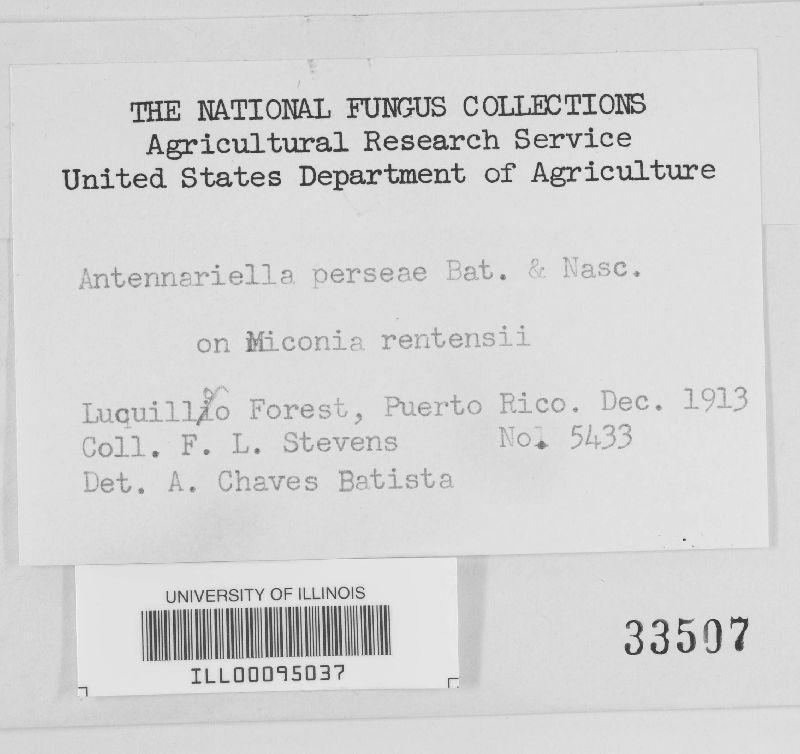 THE NATIONAL FUNGUS COLLECTIONS
Agricultural Research Service
United States Department of Agriculture
Antennariella perseae Bat. & Nasc.
on Miconia rentensii
Luquillo Forest, Puerto Rico. Dec. 1913
Coll. F. L. Stevens No. 5433
Det. A. Chaves Batista
UNIVERSITY OF ILLINOIS
ILL00095037
33507